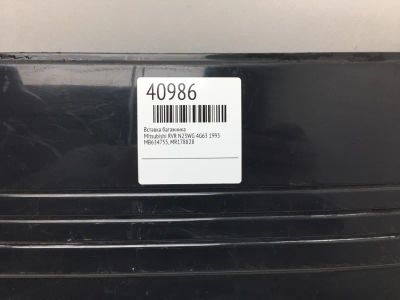 40986
Вставка багажника
Mitsubishi RVR N23WG 4G63 1993
MB634755, MR178828